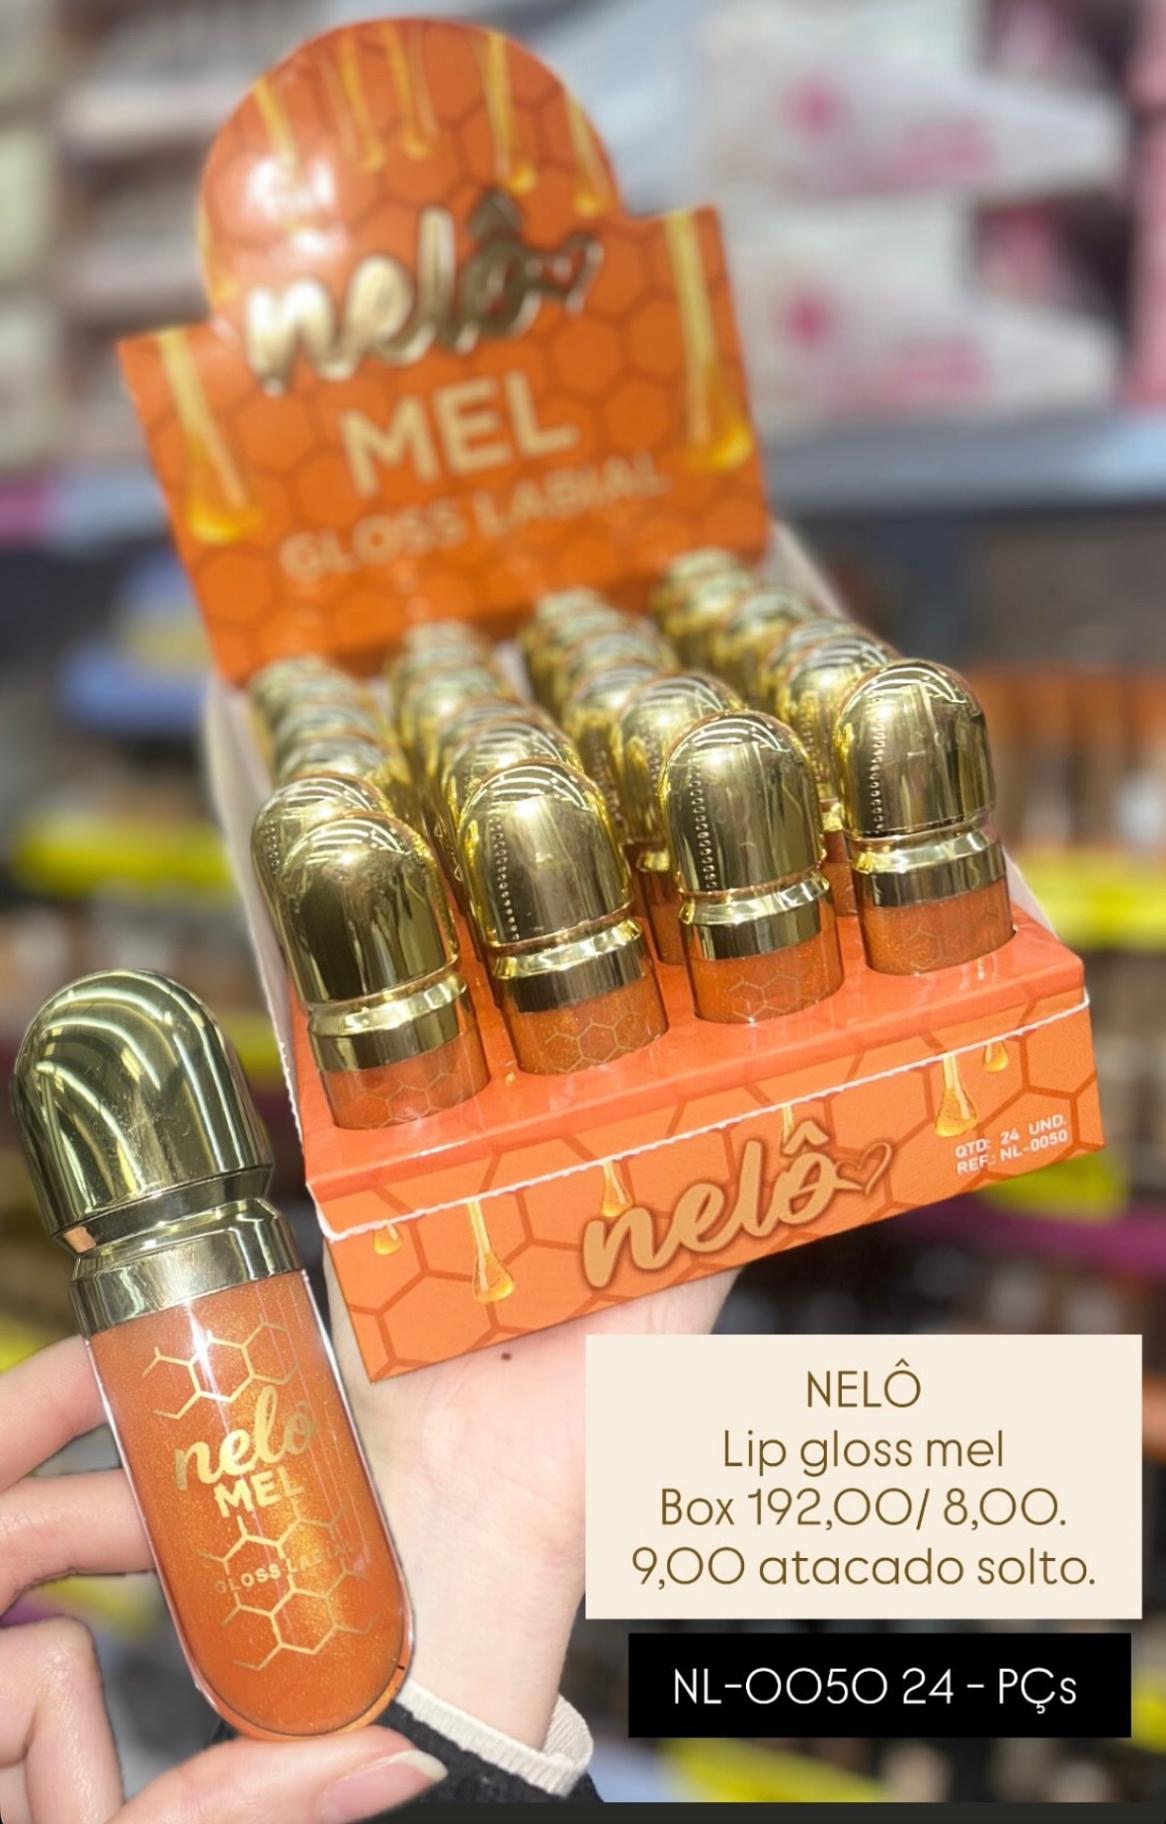 nelô
MEL
GLOSS LABIAL
QTD: 24 UND.
REF.: NL-0050
nelô
nelô
MEL
GLOSS LABIAL
NELÔ
Lip gloss mel
Box 192,00/ 8,00.
9,00 atacado solto.
NL-0050 24 - PÇs